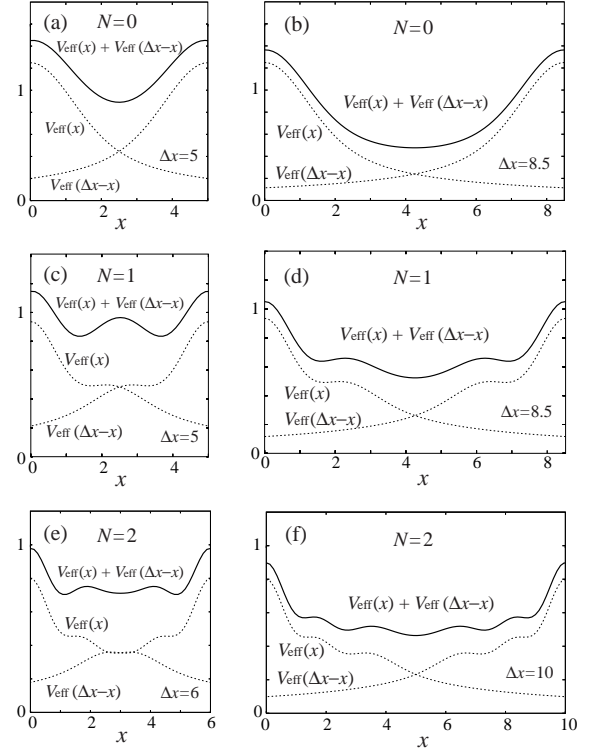 (a) N=0
Veff(x) + Veff(Δx−x)
1
Veff(x)
Veff(Δx−x)
Δx=5
0
0 2 4
x
(b) N=0
1
Veff(x) + Veff(Δx−x)
Veff(x)
Veff(Δx−x)
Δx=8.5
0
0 2 4 6 8
x
(c) N=1
Veff(x) + Veff(Δx−x)
1
Veff(x)
Veff(Δx−x)
Δx=5
0
0 2 4
x
(d) N=1
1
Veff(x) + Veff(Δx−x)
Veff(x)
Veff(Δx−x)
Δx=8.5
0
0 2 4 6 8
x
(e) N=2
1
Veff(x) + Veff(Δx−x)
Veff(x)
Veff(Δx−x)
Δx=6
0
0 2 4 6
x
(f) N=2
1
Veff(x) + Veff(Δx−x)
Veff(x)
Veff(Δx−x)
Δx=10
0
0 2 4 6 8 10
x